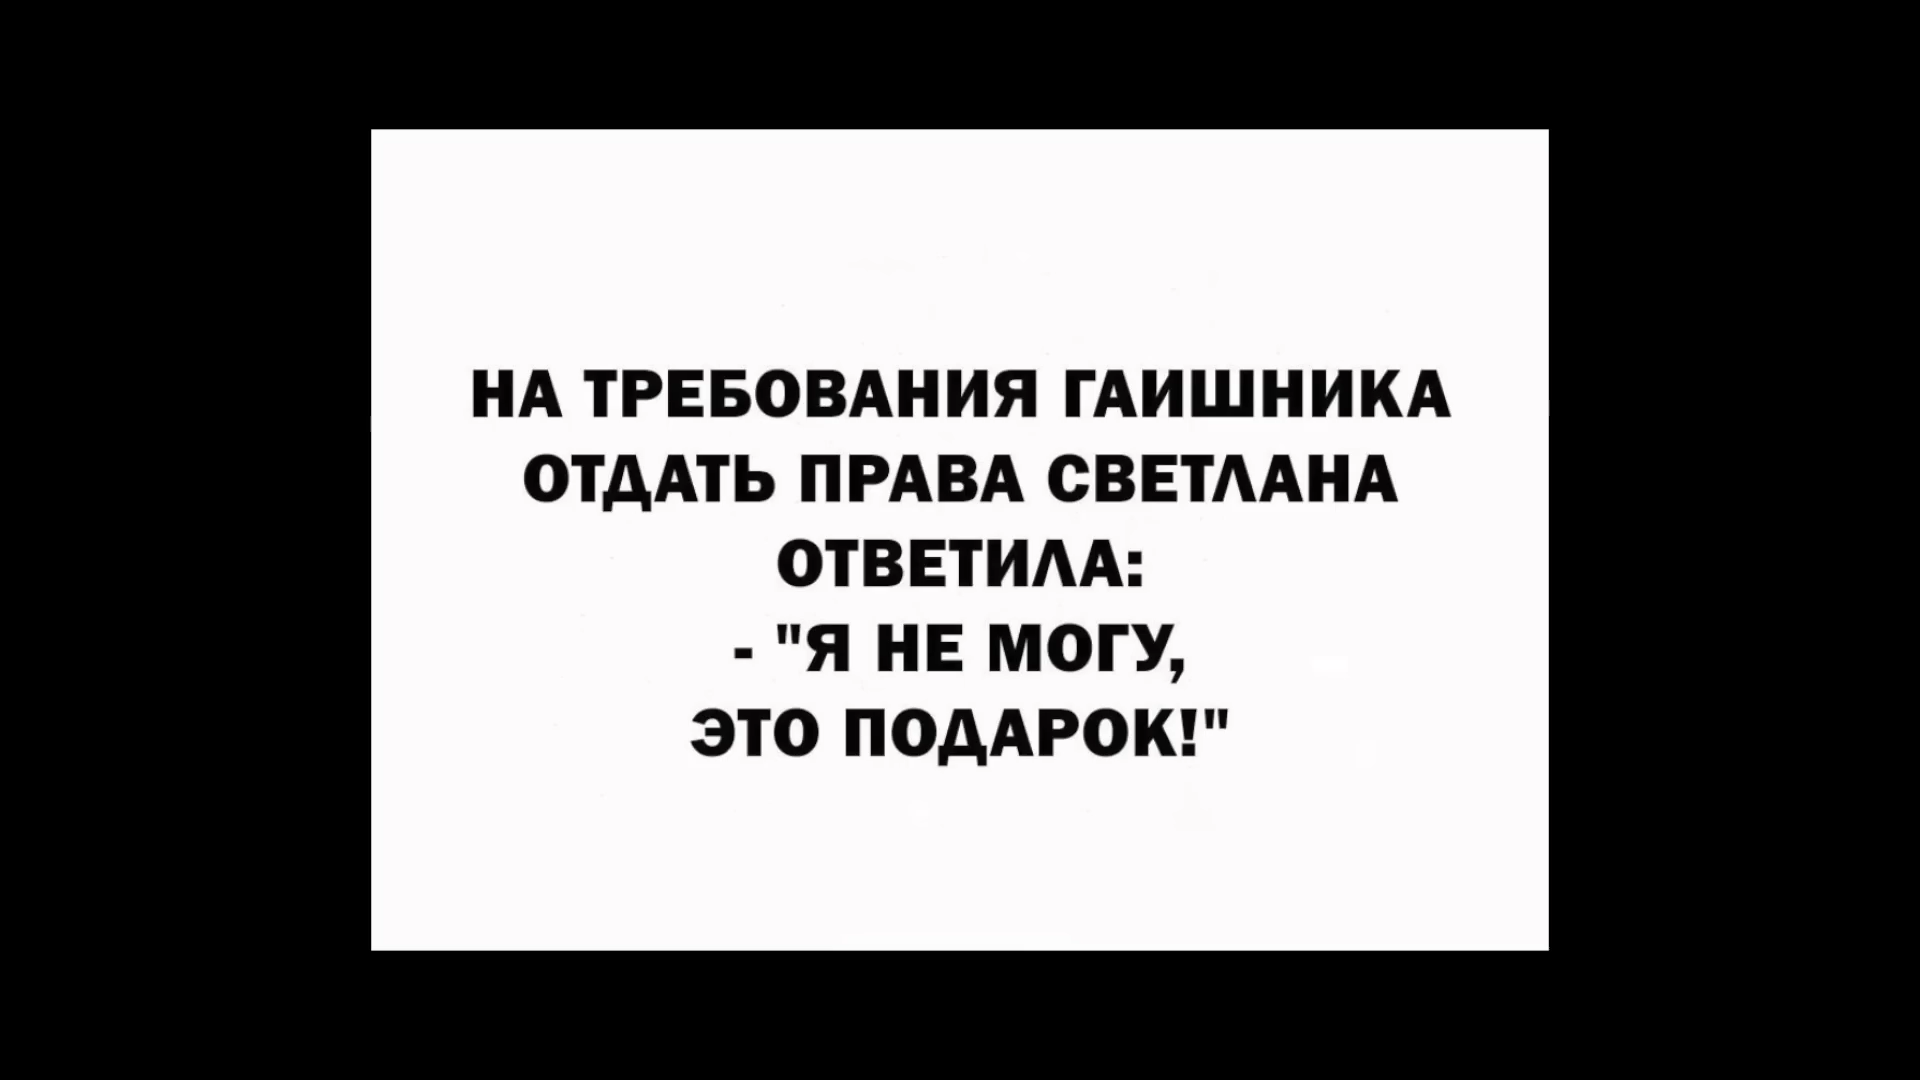 НА ТРЕБОВАНИЯ ГАИШНИКА
ОТДАТЬ ПРАВА СВЕТЛАНА
ОТВЕТИЛА:
- "Я НЕ МОГУ,
ЭТО ПОДАРОК!"